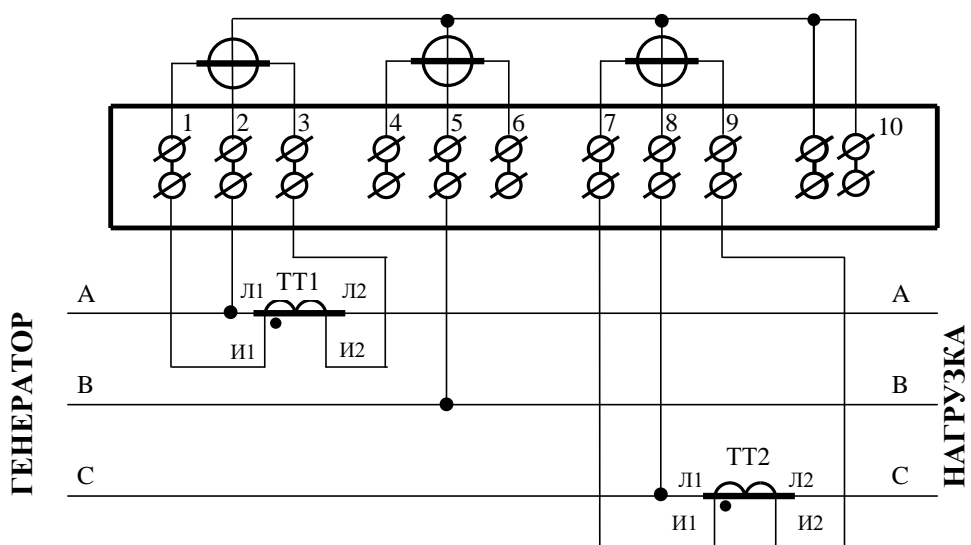 1 2 3 4 5 6 7 8 9 10
ТТ1
А Л1 Л2 А
И1 И2
В В
ТТ2
С Л1 Л2 С
И1 И2
ГЕНЕРАТОР
НАГРУЗКА